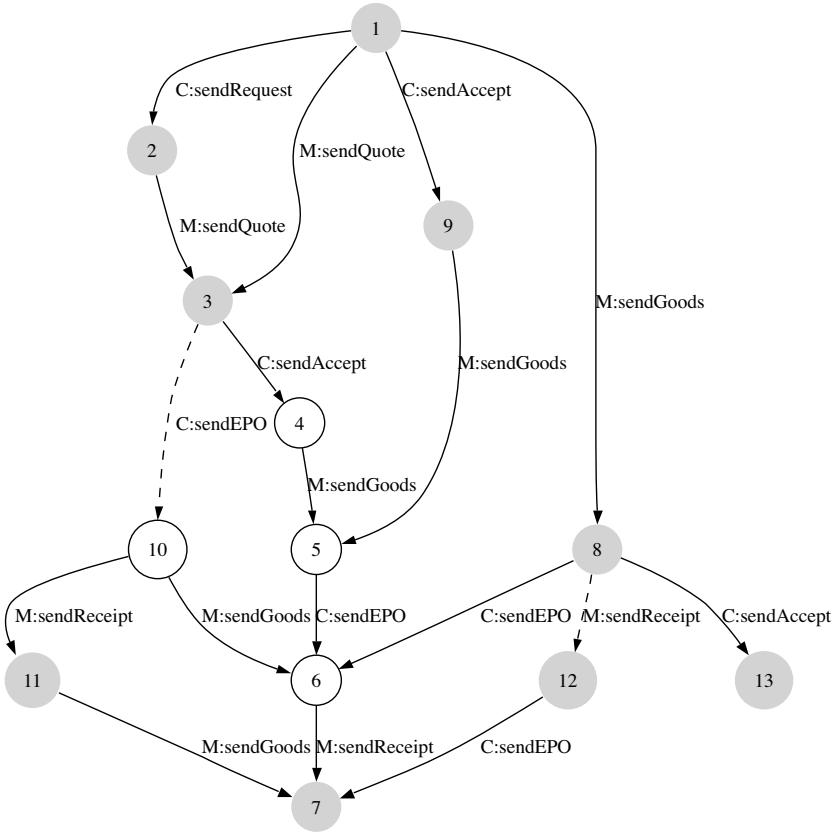 1
C:sendRequest
C:sendAccept
2
M:sendQuote
M:sendQuote
9
3
M:sendGoods
C:sendAccept
M:sendGoods
4
C:sendEPO
M:sendGoods
10
5
8
M:sendReceipt
M:sendGoods
C:sendEPO
C:sendEPO
M:sendReceipt
C:sendAccept
11
6
12
13
M:sendGoods
M:sendReceipt
C:sendEPO
7